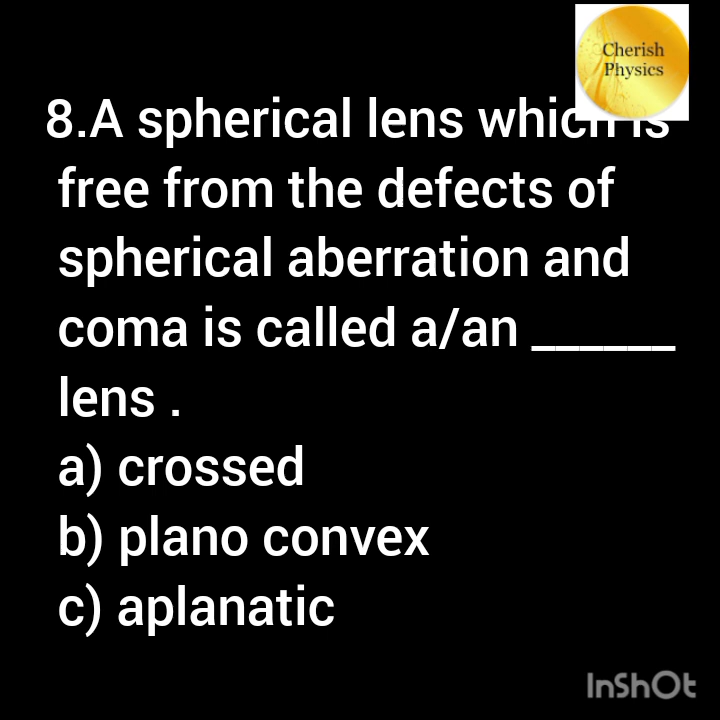 Cherish
Physics
8.A spherical lens which is
free from the defects of
spherical aberration and
coma is called a/an ______
lens .
a) crossed
b) plano convex
c) aplanatic
InShOt